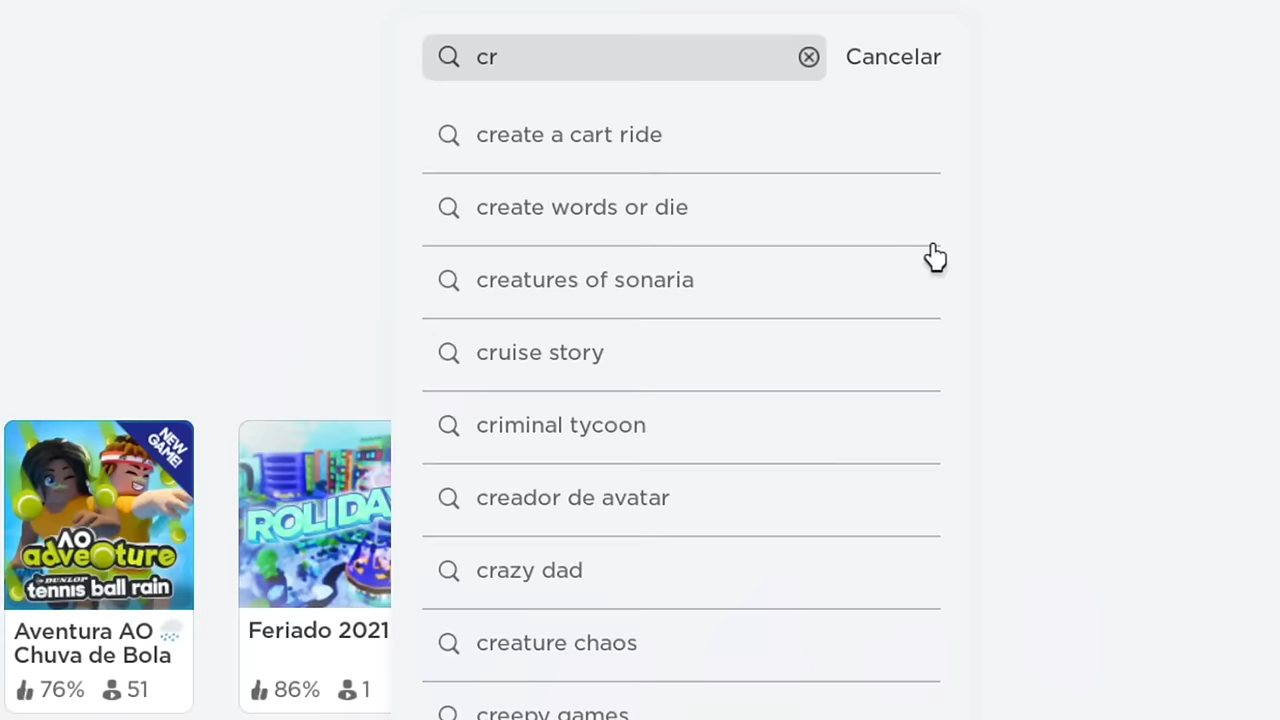 cr
Cancelar
create a cart ride
create words or die
creatures of sonaria
cruise story
criminal tycoon
creador de avatar
crazy dad
creature chaos
creepy games
NEW
GAME!
AO
adventure
DUNLOP
tennis ball rain
Aventura AO 🌧️
Chuva de Bola
76% 51
ROLIDA
Feriado 2021
86% 1